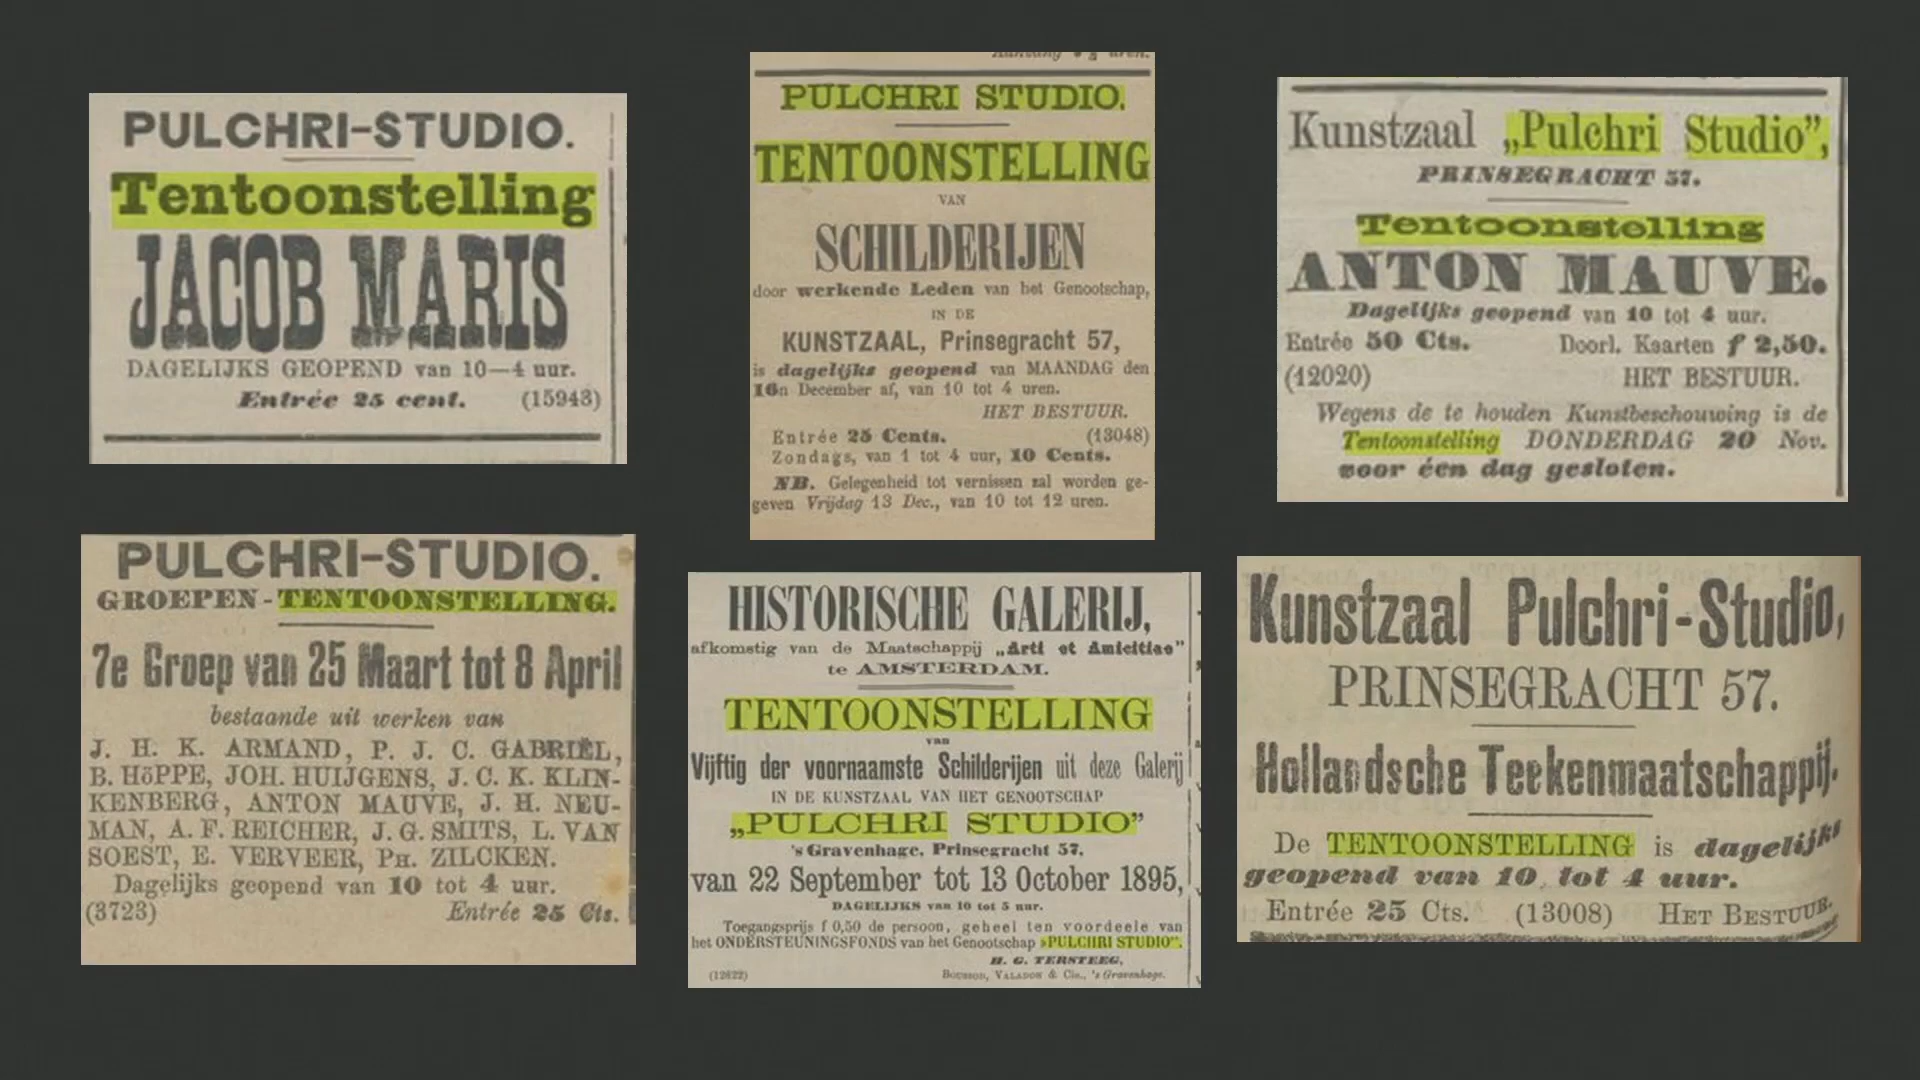 PULCHRI-STUDIO.
Tentoonstelling
JACOB MARIS
DAGELIJKS GEOPEND van 10—4 uur.
Entrée 25 cent. (15943)
PULCHRI STUDIO.
TENTOONSTELLING
VAN
SCHILDERIJEN
door werkende Leden van het Genootschap,
IN DE
KUNSTZAAL, Prinsegracht 57,
is dagelijks geopend van MAANDAG den
16n December af, van 10 tot 4 uren.
HET BESTUUR.
Entrée 25 Cents. (13048)
Zondags, van 1 tot 4 uur, 10 Cents.
NB. Gelegenheid tot vernissen zal worden ge-
geven Vrijdag 13 Dec., van 10 tot 12 uren.
Kunstzaal „Pulchri Studio”,
PRINSEGRACHT 57.
Tentoonstelling
ANTON MAUVE.
Dagelijks geopend van 10 tot 4 uur.
Entrée 50 Cts. Doorl. Kaarten f 2,50.
(12020) HET BESTUUR.
Wegens de te houden Kunstbeschouwing is de
Tentoonstelling DONDERDAG 20 Nov.
voor één dag gesloten.
PULCHRI-STUDIO.
GROEPEN-TENTOONSTELLING.
7e Groep van 25 Maart tot 8 April
bestaande uit werken van
J. H. K. ARMAND, P. J. C. GABRIËL,
B. HöPPE, JOH. HUIJGENS, J. C. K. KLIN-
KENBERG, ANTON MAUVE, J. H. NEU-
MAN, A. F. REICHER, J. G. SMITS, L. VAN
SOEST, E. VERVEER, PH. ZILCKEN.
Dagelijks geopend van 10 tot 4 uur.
(3723) Entrée 25 Cts.
HISTORISCHE GALERIJ,
afkomstig van de Maatschappij „Arti et Amicitiae”
te AMSTERDAM.
TENTOONSTELLING
van
Vijftig der voornaamste Schilderijen uit deze Galerij
IN DE KUNSTZAAL VAN HET GENOOTSCHAP
„PULCHRI STUDIO”
's Gravenhage, Prinsegracht 57,
van 22 September tot 13 October 1895,
DAGELIJKS van 10 tot 5 uur.
Toegangsprijs f 0,50 de persoon, geheel ten voordeele van
het ONDERSTEUNINGSFONDS van het Genootschap »PULCHRI STUDIO”.
H. G. TERSTEEG,
(12622) BOUSSOD, VALADON & Cie., 's Gravenhage.
Kunstzaal Pulchri-Studio,
PRINSEGRACHT 57.
Hollandsche Teekenmaatschappij.
De TENTOONSTELLING is dagelijks
geopend van 10 tot 4 uur.
Entrée 25 Cts. (13008) HET BESTUUR.